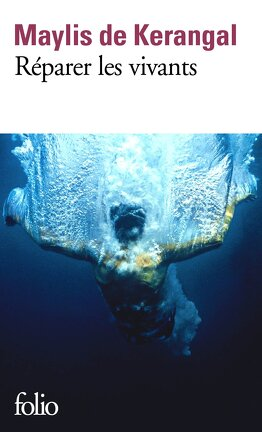 Maylis de Kerangal
Réparer les vivants
folio